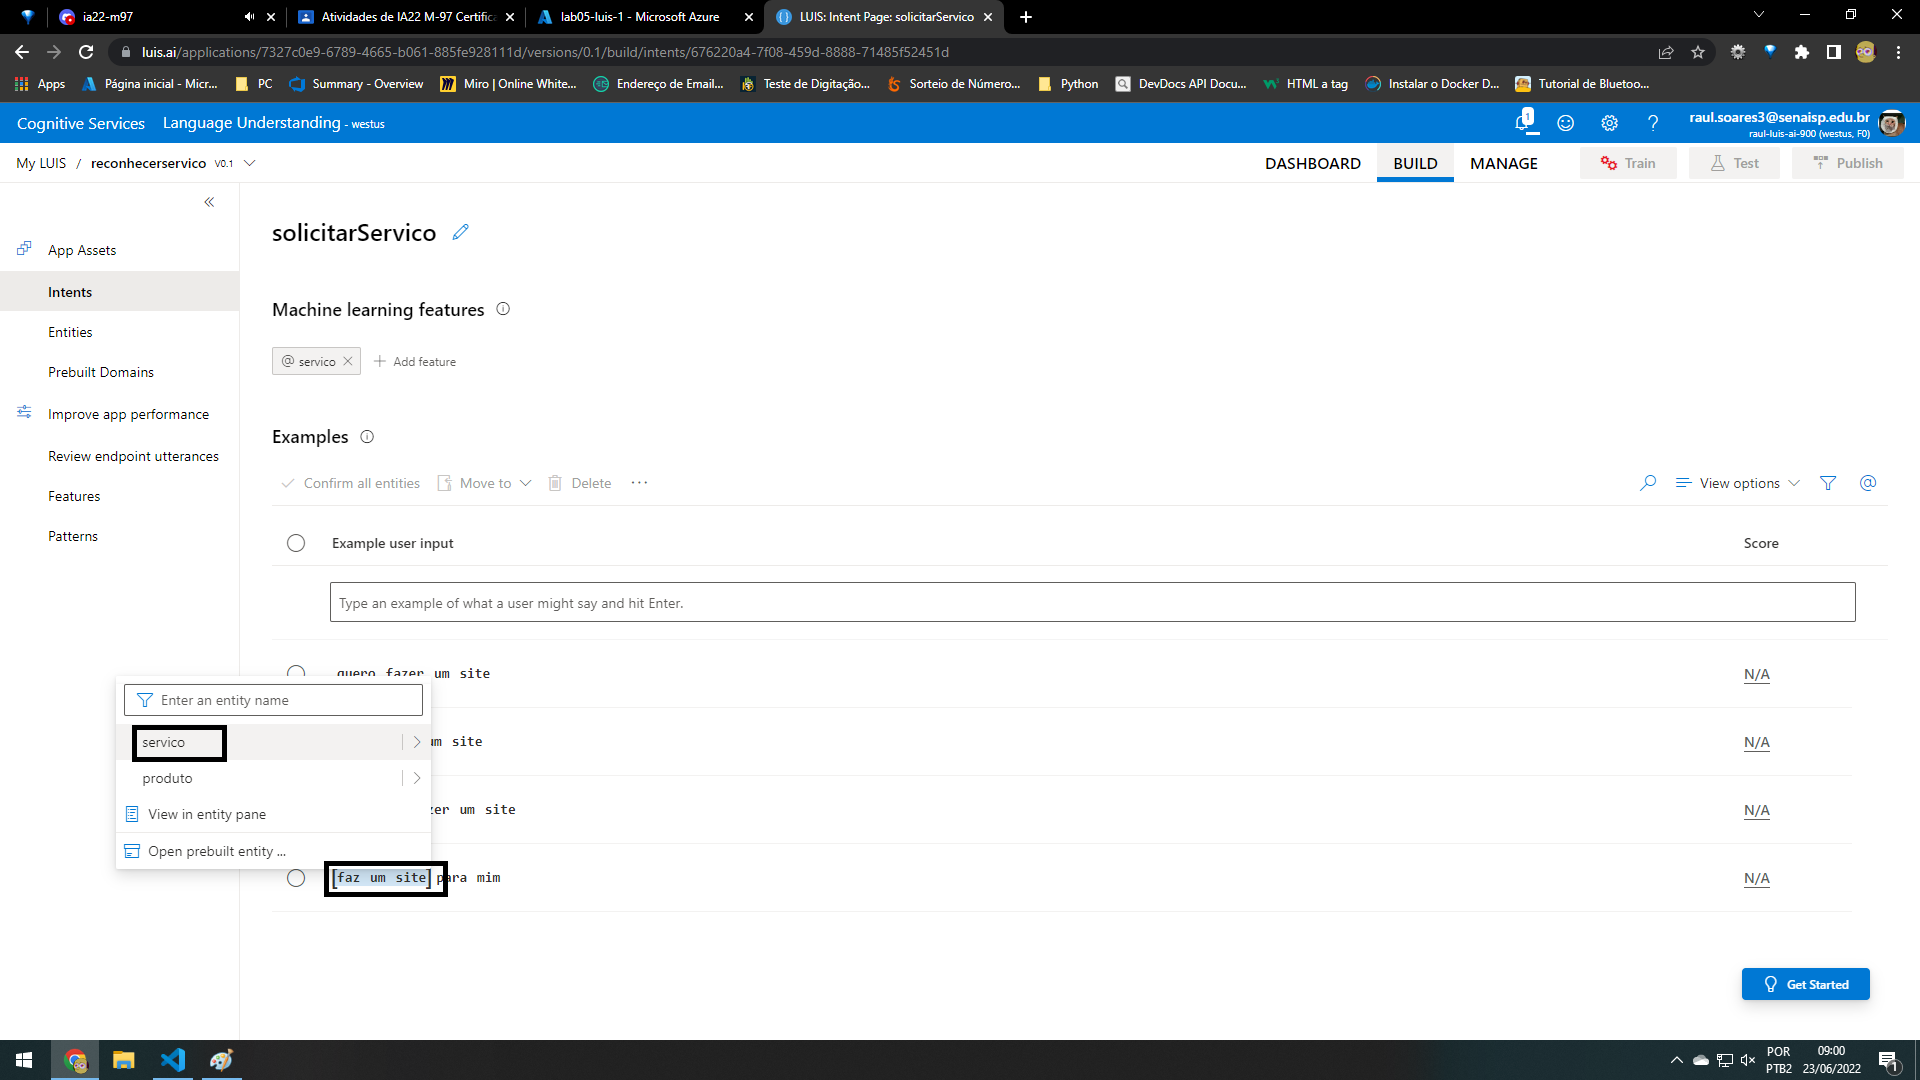 ia22-m97
Atividades de IA22 M-97 Certifica
lab05-luis-1 - Microsoft Azure
LUIS: Intent Page: solicitarServico
luis.ai/applications/7327c0e9-6789-4665-b061-885fe928111d/versions/0.1/build/intents/676220a4-7f08-459d-8888-71485f52451d
Apps
Página inicial - Micr...
PC
Summary - Overview
Miro | Online White...
Endereço de Email...
Teste de Digitação...
Sorteio de Número...
Python
DevDocs API Docu...
HTML a tag
Instalar o Docker D...
Tutorial de Bluetoo...
Cognitive Services
Language Understanding - westus
1
raul.soares3@senaisp.edu.br
raul-luis-ai-900 (westus, F0)
My LUIS / reconhecerservico V0.1
DASHBOARD
BUILD
MANAGE
Train
Test
Publish
App Assets
Intents
Entities
Prebuilt Domains
Improve app performance
Review endpoint utterances
Features
Patterns
solicitarServico
Machine learning features
@ servico
Add feature
Examples
Confirm all entities
Move to
Delete
...
View options
@
Example user input
Score
Type an example of what a user might say and hit Enter.
quero fazer um site
N/A
um site
N/A
zer um site
N/A
[faz um site] para mim
N/A
Enter an entity name
servico
produto
View in entity pane
Open prebuilt entity ...
Get Started
POR
PTB2
09:00
23/06/2022
1